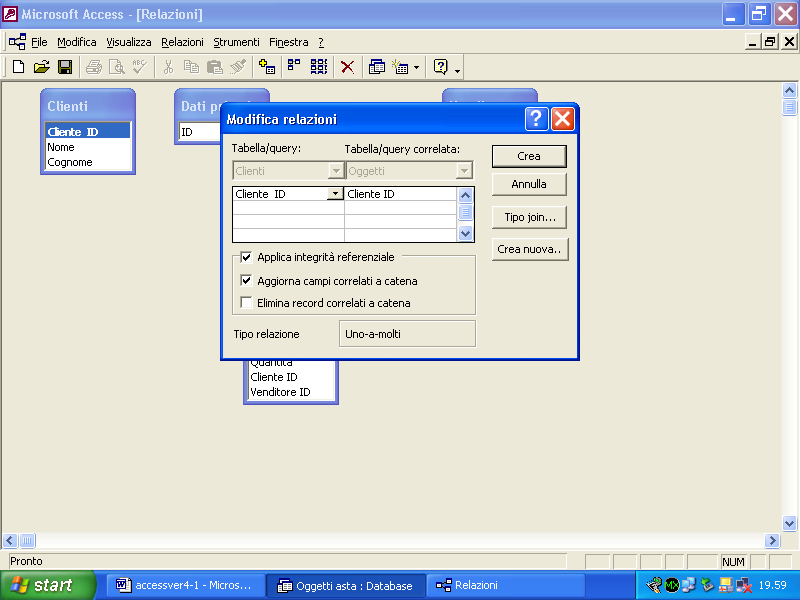 Microsoft Access - [Relazioni]
File Modifica Visualizza Relazioni Strumenti Finestra ?
Clienti
Cliente ID
Nome
Cognome
Dati
ID
Modifica relazioni
Tabella/query: Tabella/query correlata:
Clienti Oggetti
Cliente ID Cliente ID
Applica integrità referenziale
Aggiorna campi correlati a catena
Elimina record correlati a catena
Tipo relazione Uno-a-molti
Crea
Annulla
Tipo join...
Crea nuova..
Quantità
Cliente ID
Venditore ID
Pronto NUM
start accessver4-1 - Micros... Oggetti asta : Database Relazioni 19.59